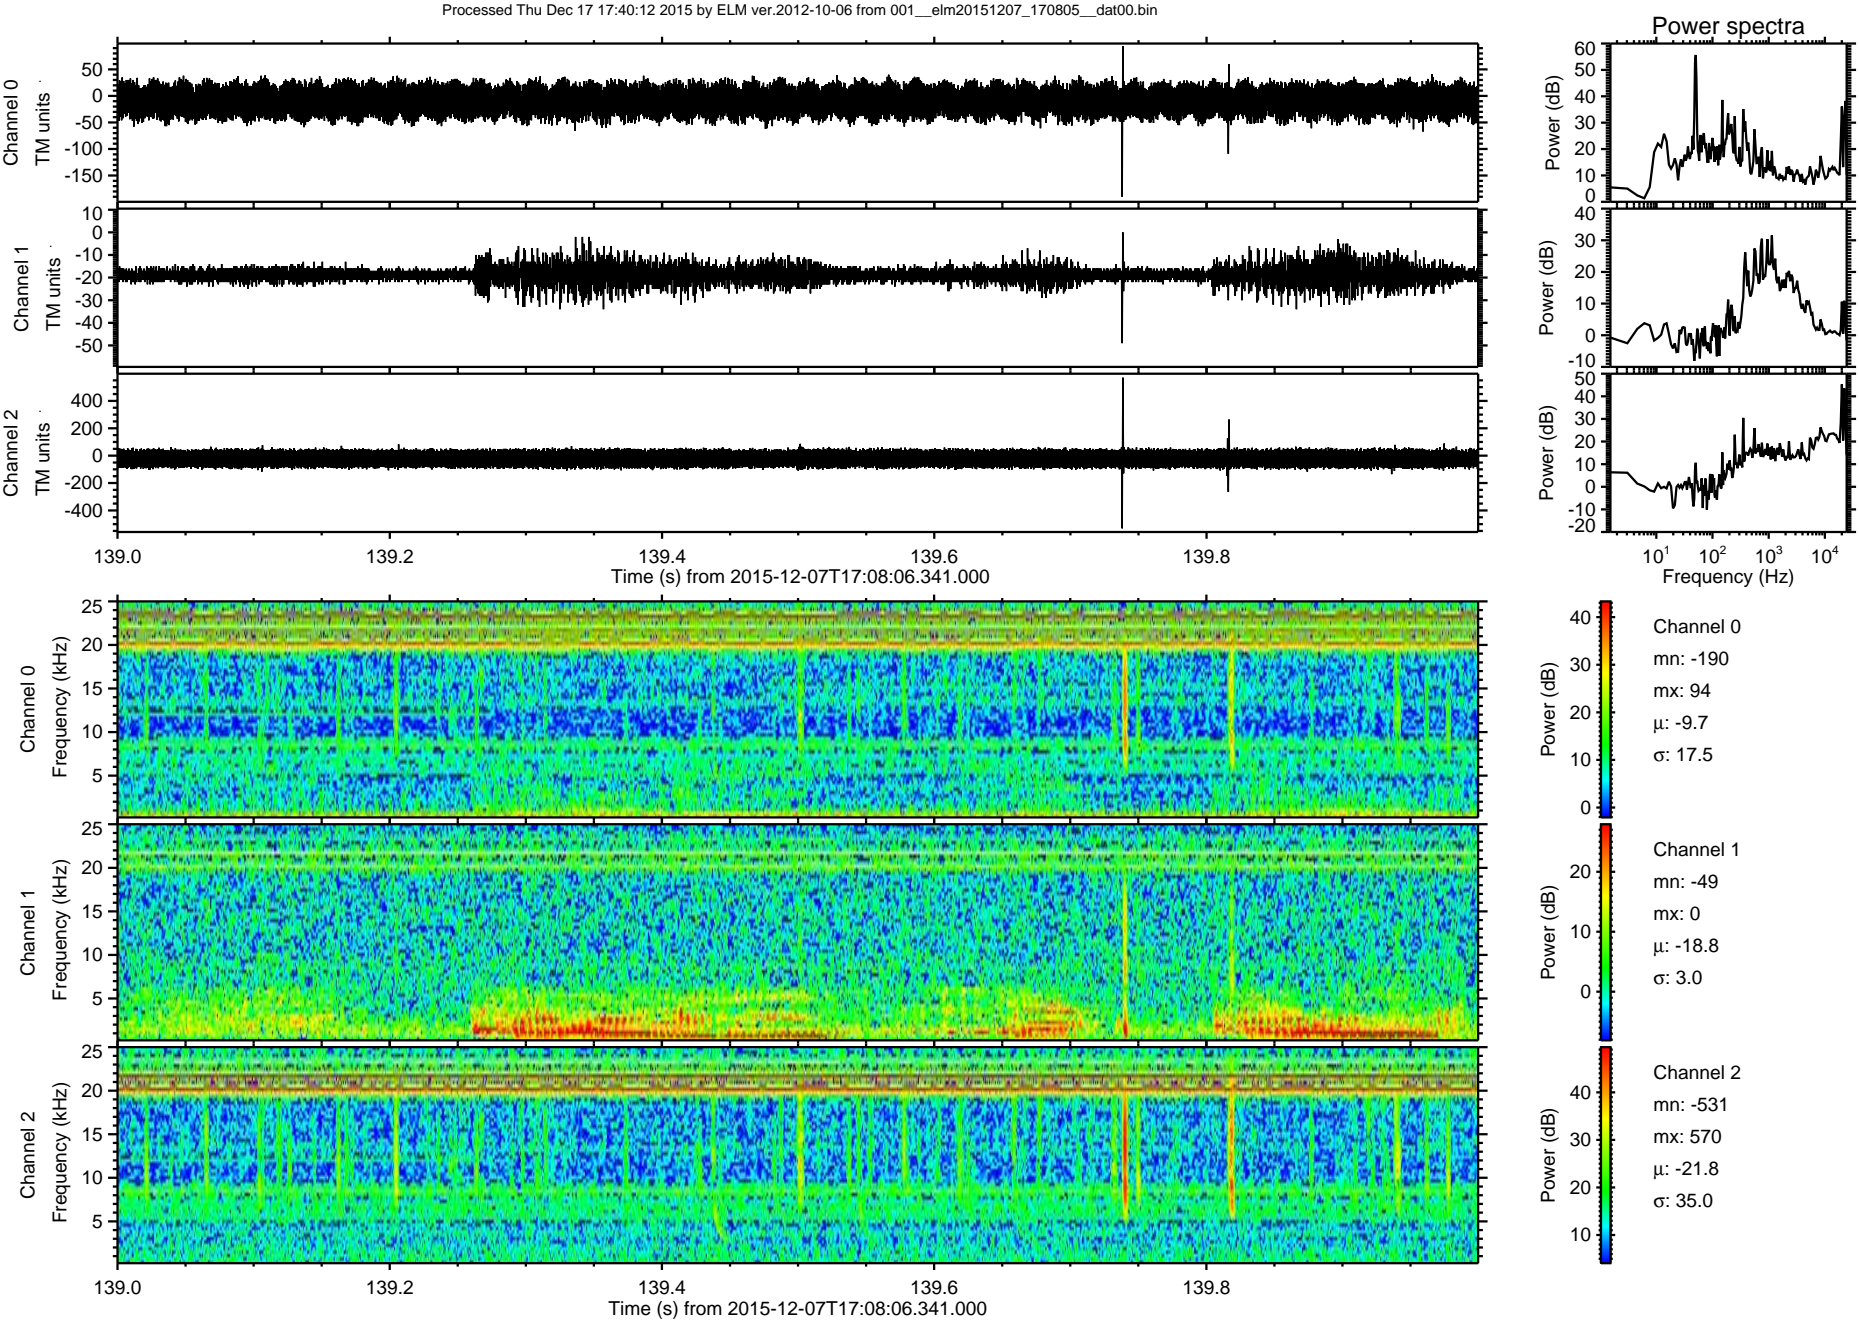 Processed Thu Dec 17 17:40:12 2015 by ELM ver.2012-10-06 from 001__elm20151207_170805__dat00.bin
Power spectra
Channel 0
TM units
50
0
-50
-100
-150
Power (dB)
60
50
40
30
20
10
0
Channel 1
TM units
10
0
-10
-20
-30
-40
-50
Power (dB)
40
30
20
10
0
-10
Channel 2
TM units
400
200
0
-200
-400
Power (dB)
50
40
30
20
10
0
-10
-20
139.0 139.2 139.4 139.6 139.8
Time (s) from 2015-12-07T17:08:06.341.000
10¹ 10² 10³ 10⁴
Frequency (Hz)
Channel 0
Frequency (kHz)
25
20
15
10
5
Power (dB)
40
30
20
10
0
Channel 0
mn: -190
mx: 94
μ: -9.7
σ: 17.5
Channel 1
Frequency (kHz)
25
20
15
10
5
Power (dB)
20
10
0
Channel 1
mn: -49
mx: 0
μ: -18.8
σ: 3.0
Channel 2
Frequency (kHz)
25
20
15
10
5
Power (dB)
40
30
20
10
Channel 2
mn: -531
mx: 570
μ: -21.8
σ: 35.0
139.0 139.2 139.4 139.6 139.8
Time (s) from 2015-12-07T17:08:06.341.000